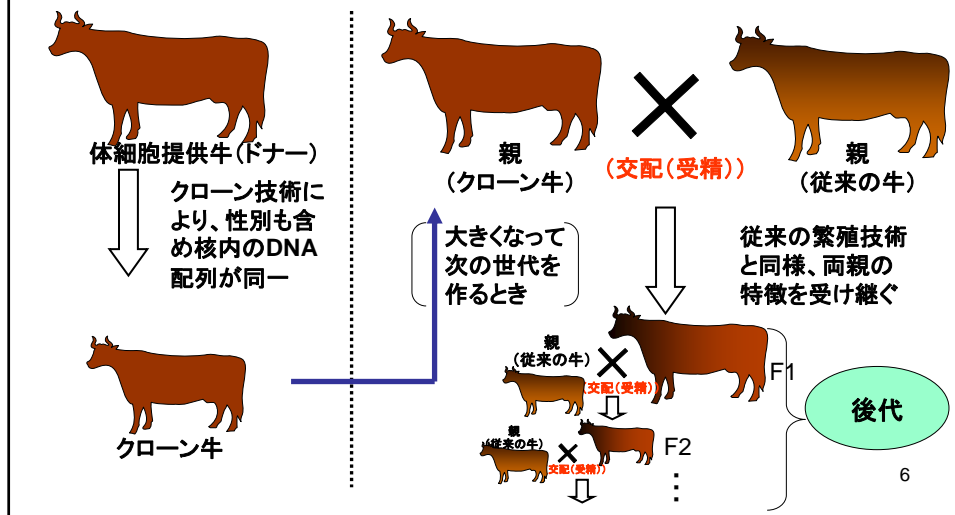 体細胞提供牛(ドナー)
クローン技術に
より、性別も含
め核内のDNA
配列が同一
クローン牛
親
(クローン牛)
(交配(受精))
親
(従来の牛)
大きくなって
次の世代を
作るとき
従来の繁殖技術
と同様、両親の
特徴を受け継ぐ
親
(従来の牛)
(交配(受精))
F1
親
(従来の牛)
交配(受精))
F2
⋮
後代
6